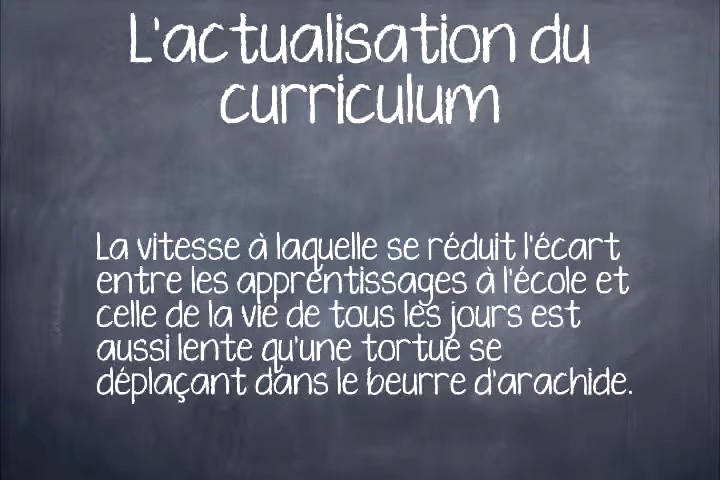 L'actualisation du
curriculum
La vitesse à laquelle se réduit l'écart
entre les apprentissages à l'école et
celle de la vie de tous les jours est
aussi lente qu'une tortue se
déplaçant dans le beurre d'arachide.